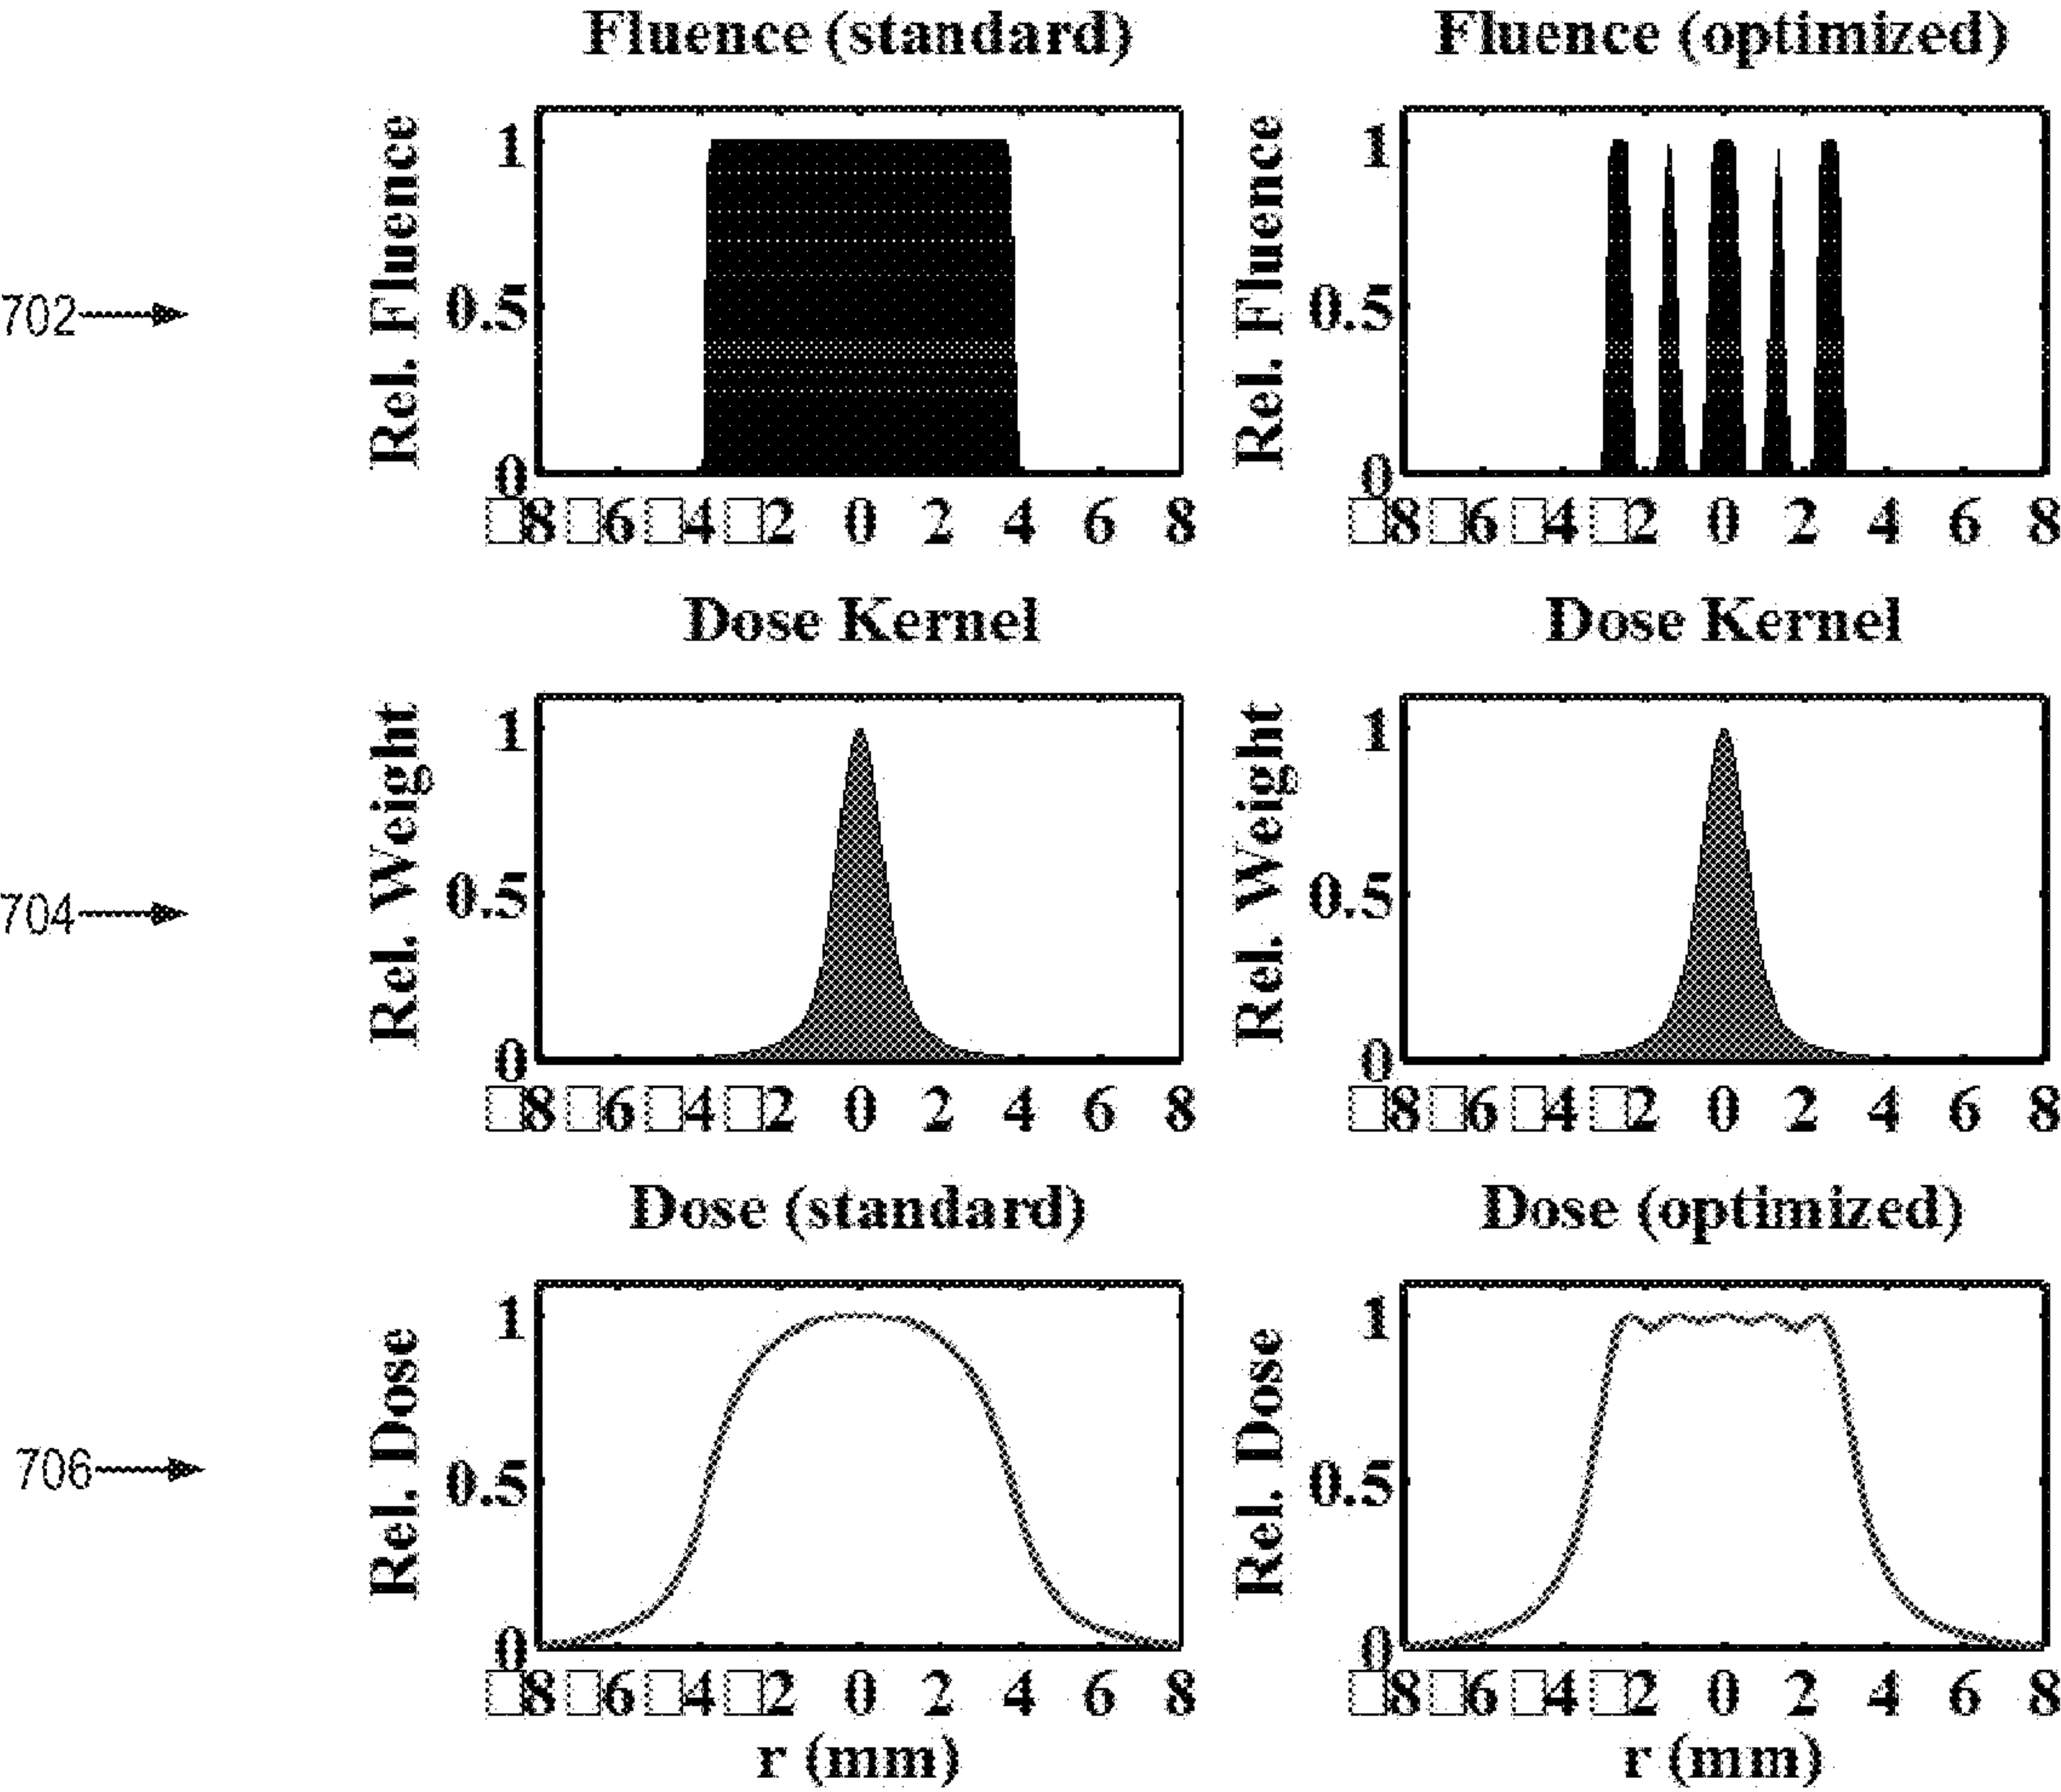 Fluence (standard)
Fluence (optimized)
702
Rel. Fluence
1
0.5
0
□8 □6 □4 □2 0 2 4 6 8
Rel. Fluence
1
0.5
0
□8 □6 □4 □2 0 2 4 6 8
Dose Kernel
Dose Kernel
704
Rel. Weight
1
0.5
0
□8 □6 □4 □2 0 2 4 6 8
Rel. Weight
1
0.5
0
□8 □6 □4 □2 0 2 4 6 8
Dose (standard)
Dose (optimized)
706
Rel. Dose
1
0.5
0
□8 □6 □4 □2 0 2 4 6 8
r (mm)
Rel. Dose
1
0.5
0
□8 □6 □4 □2 0 2 4 6 8
r (mm)